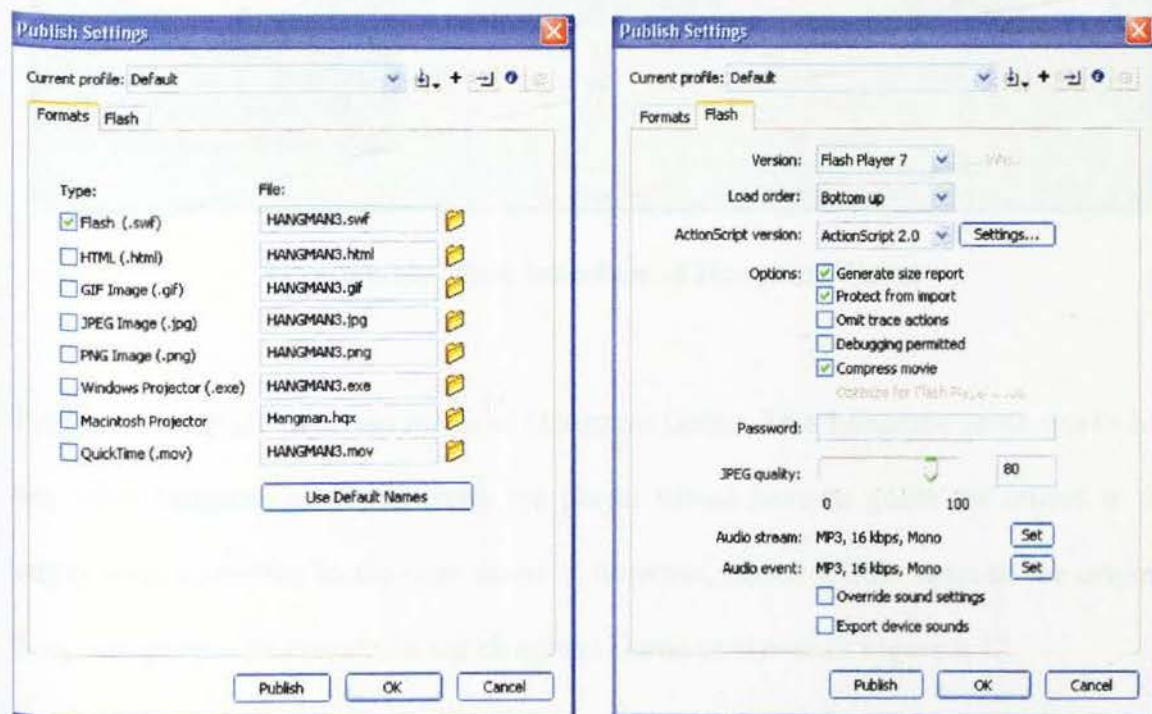 Publish Settings
Current profile: Default
Formats Flash
Type: File:
Flash (.swf) HANGMAN3.swf
HTML (.html) HANGMAN3.html
GIF Image (.gif) HANGMAN3.gif
JPEG Image (.jpg) HANGMAN3.jpg
PNG Image (.png) HANGMAN3.png
Windows Projector (.exe) HANGMAN3.exe
Macintosh Projector Hangman.hqx
QuickTime (.mov) HANGMAN3.mov
Use Default Names
Publish OK Cancel
Publish Settings
Current profile: Default
Formats Flash
Version: Flash Player 7
Load order: Bottom up
ActionScript version: ActionScript 2.0 Settings...
Options: Generate size report
Protect from import
Omit trace actions
Debugging permitted
Compress movie
Optimize for Flash Player
Password:
JPEG quality: 80
0 100
Audio stream: MP3, 16 kbps, Mono Set
Audio event: MP3, 16 kbps, Mono Set
Override sound settings
Export device sounds
Publish OK Cancel